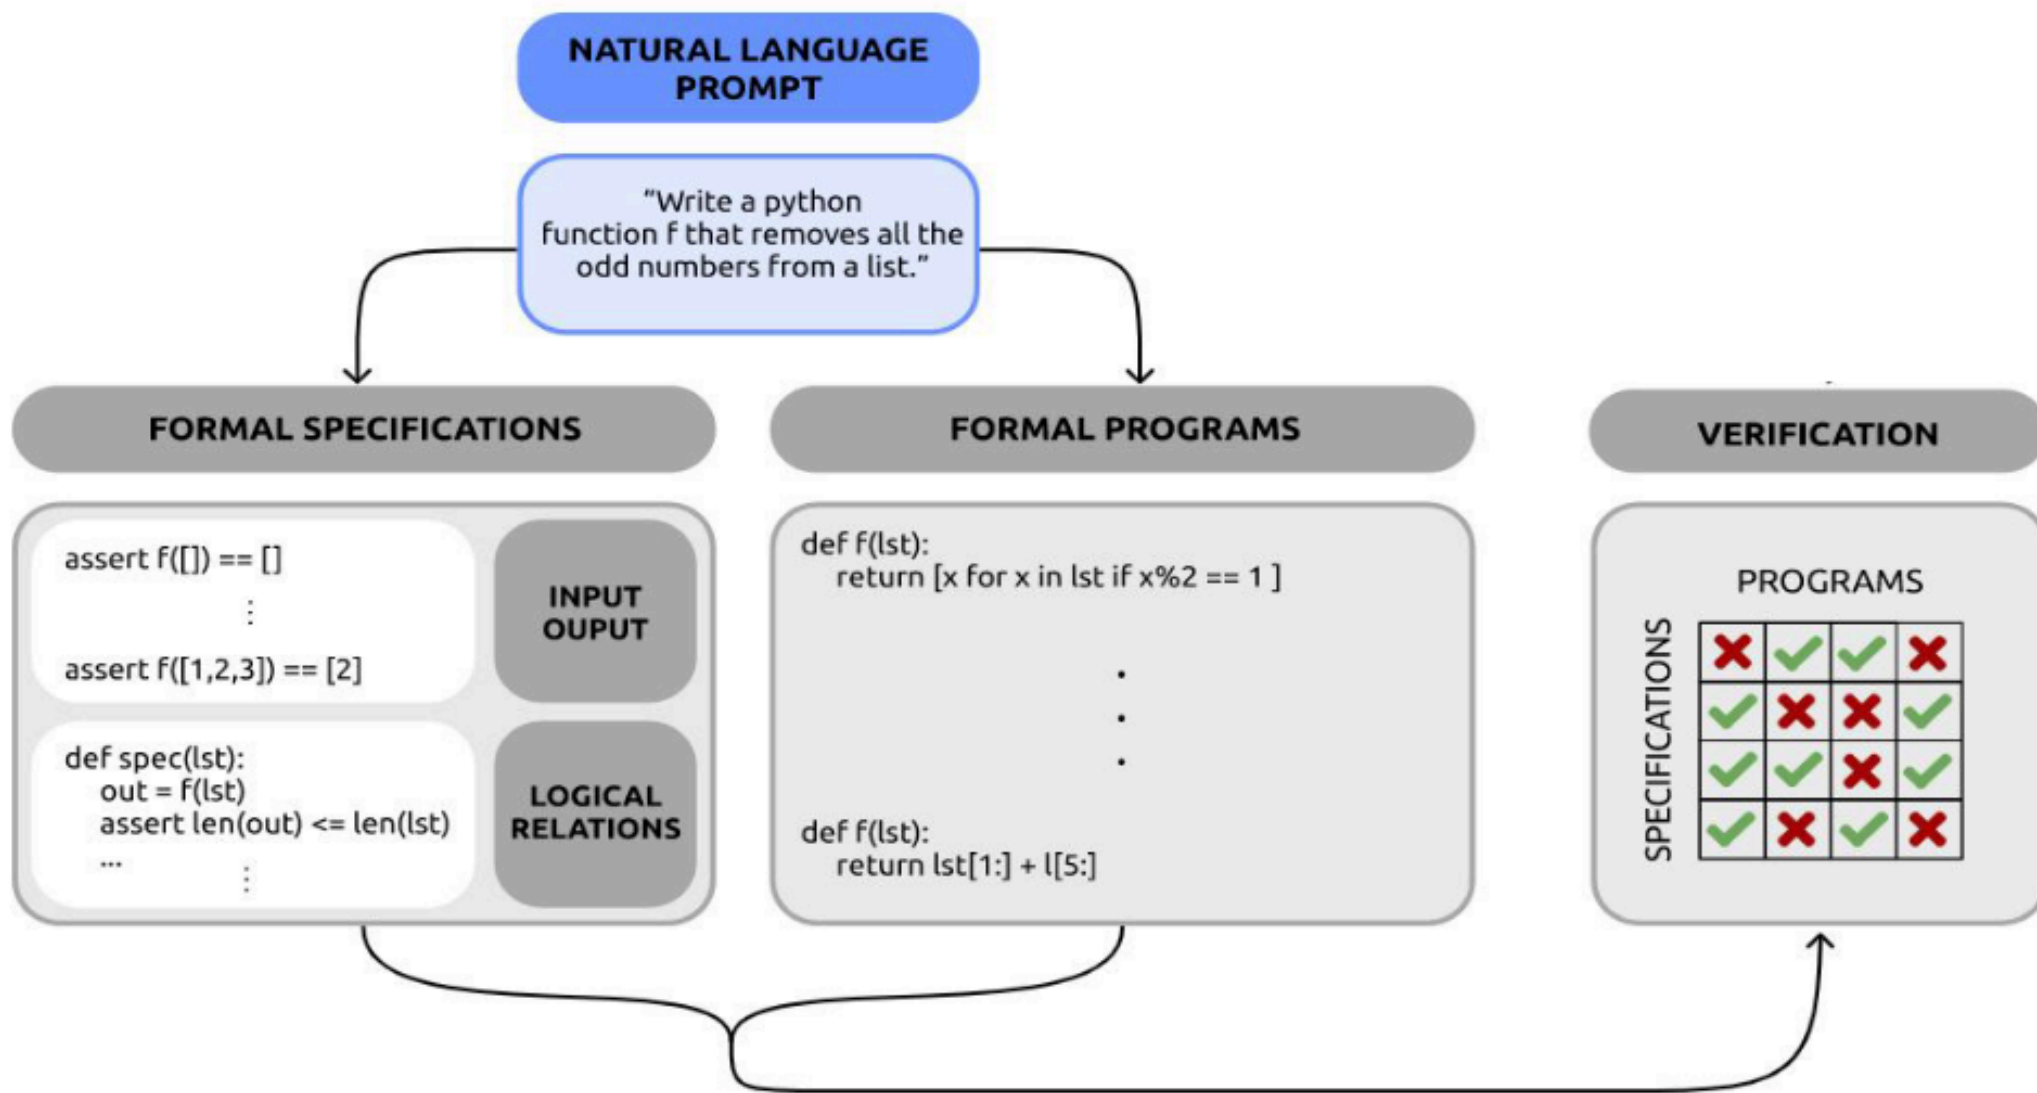 NATURAL LANGUAGE
PROMPT
"Write a python
function f that removes all the
odd numbers from a list."
FORMAL SPECIFICATIONS
assert f([]) == []
⋮
assert f([1,2,3]) == [2]
INPUT
OUPUT
def spec(lst):
out = f(lst)
assert len(out) <= len(lst)
...
⋮
LOGICAL
RELATIONS
FORMAL PROGRAMS
def f(lst):
return [x for x in lst if x%2 == 1 ]
def f(lst):
return lst[1:] + l[5:]
VERIFICATION
PROGRAMS
SPECIFICATIONS